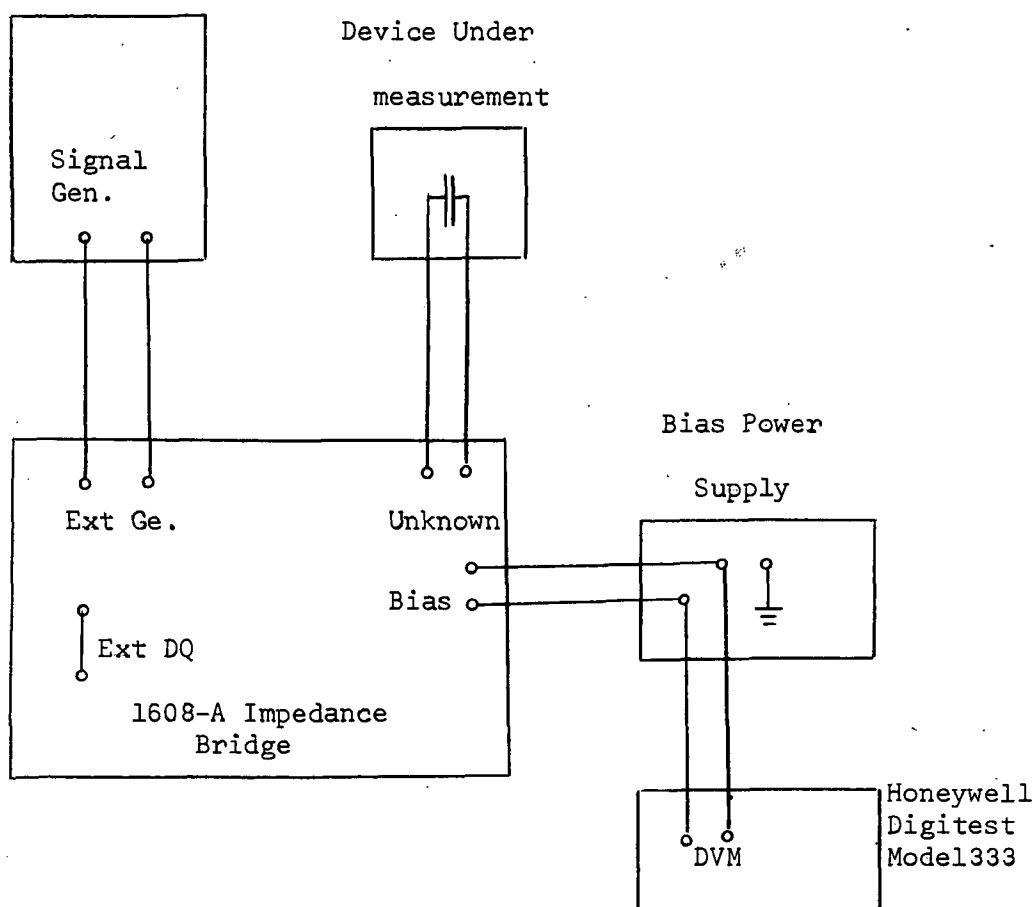 Device Under
measurement
Signal
Gen.
Bias Power
Supply
Ext Ge.
Unknown
Bias
Ext DQ
1608-A Impedance
Bridge
Honeywell
Digitest
Model333
DVM